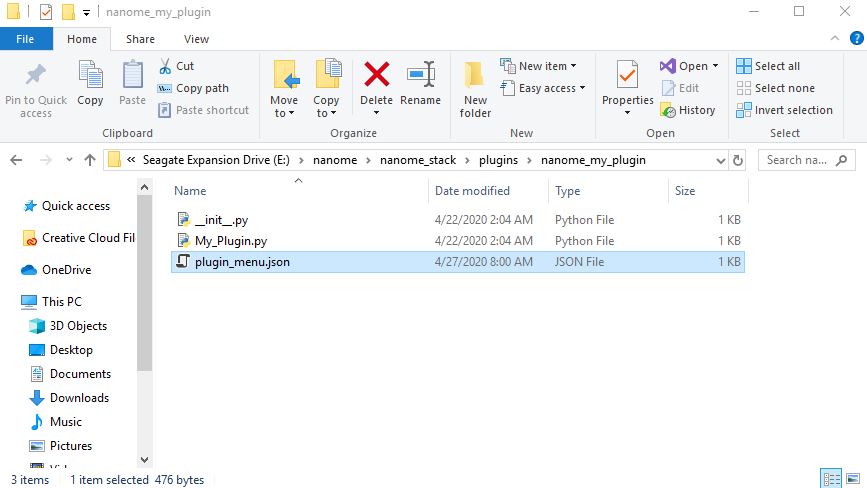 nanome_my_plugin
File Home Share View
Pin to Quick access
Copy
Paste
Cut
Copy path
Paste shortcut
Clipboard
Move to
Copy to
Delete
Rename
Organize
New folder
New item
Easy access
New
Properties
Open
Edit
History
Open
Select all
Select none
Invert selection
Select
« Seagate Expansion Drive (E:) > nanome > nanome_stack > plugins > nanome_my_plugin
Search na...
Name Date modified Type Size
__init__.py 4/22/2020 2:04 AM Python File 1 KB
My_Plugin.py 4/22/2020 2:04 AM Python File 1 KB
plugin_menu.json 4/27/2020 8:00 AM JSON File 1 KB
Quick access
Creative Cloud Fil
OneDrive
This PC
3D Objects
Desktop
Documents
Downloads
Music
Pictures
3 items 1 item selected 476 bytes